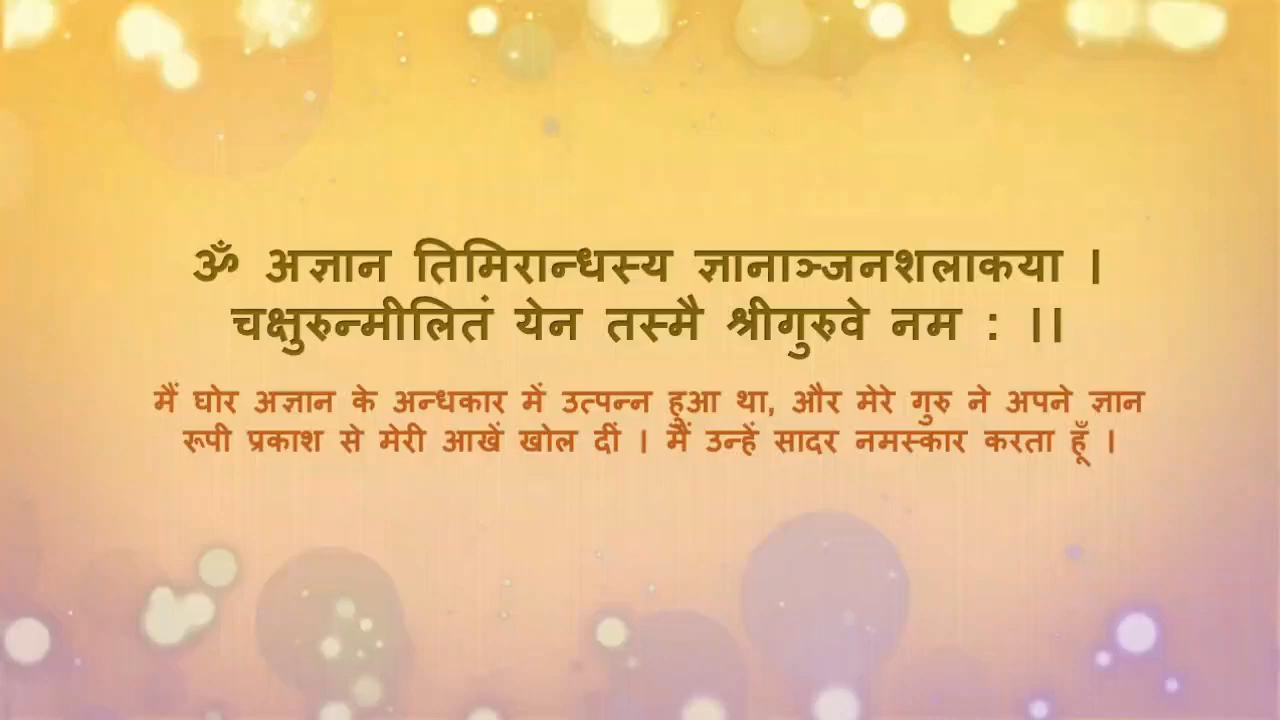 ॐ अज्ञान तिमिरान्धस्य ज्ञानाञ्जनशलाकया ।
चक्षुरुन्मीलितं येन तस्मै श्रीगुरुवे नम : ।।
मैं घोर अज्ञान के अन्धकार में उत्पन्न हुआ था, और मेरे गुरु ने अपने ज्ञान
रूपी प्रकाश से मेरी आखें खोल दीं । मैं उन्हें सादर नमस्कार करता हूँ ।